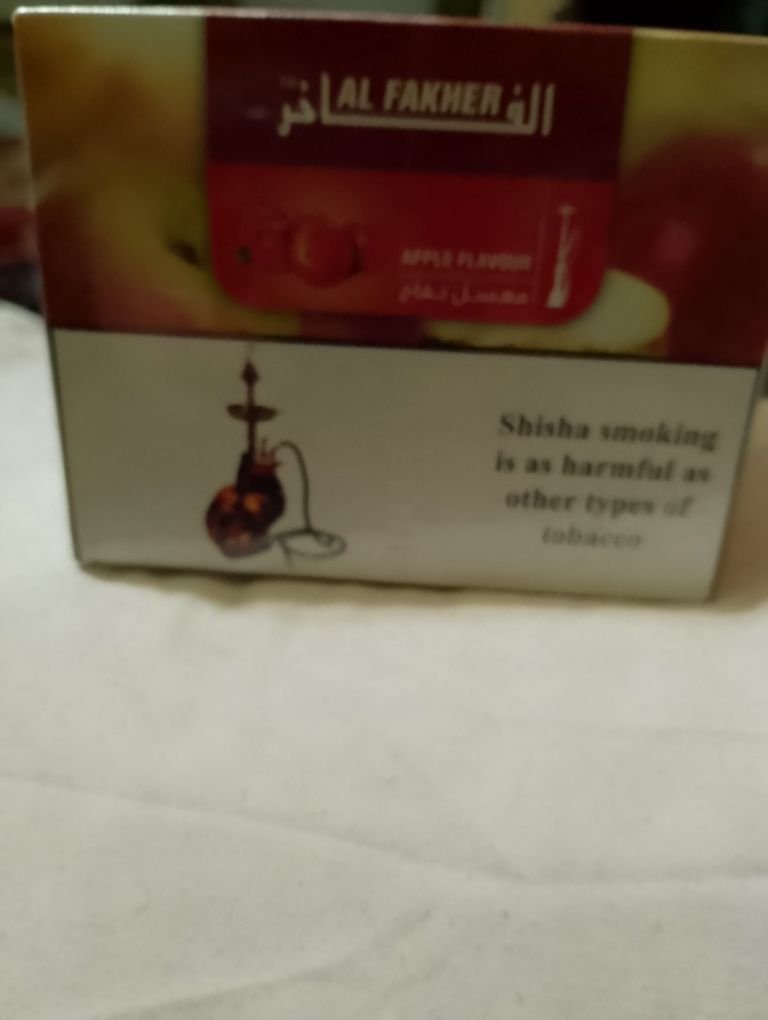 الفاخر
AL FAKHER
APPLE FLAVOUR
معسل تفاح
Shisha smoking
is as harmful as
other types of
tobacco